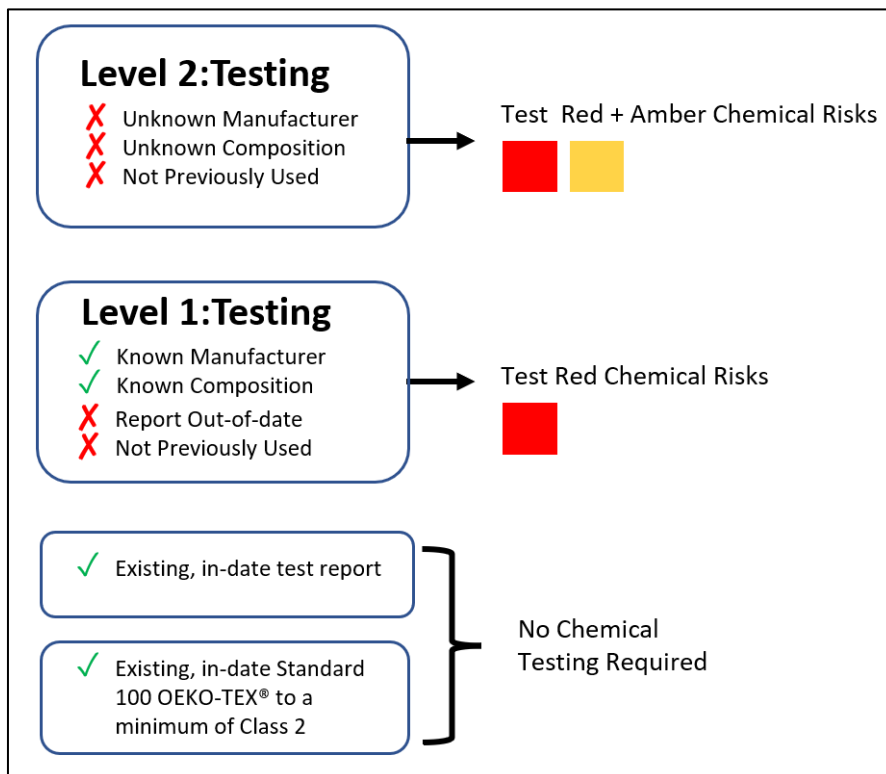 Level 2:Testing
✗ Unknown Manufacturer
✗ Unknown Composition
✗ Not Previously Used
Test Red + Amber Chemical Risks
Level 1:Testing
✓ Known Manufacturer
✓ Known Composition
✗ Report Out-of-date
✗ Not Previously Used
Test Red Chemical Risks
✓ Existing, in-date test report
✓ Existing, in-date Standard
100 OEKO-TEX® to a
minimum of Class 2
No Chemical
Testing Required